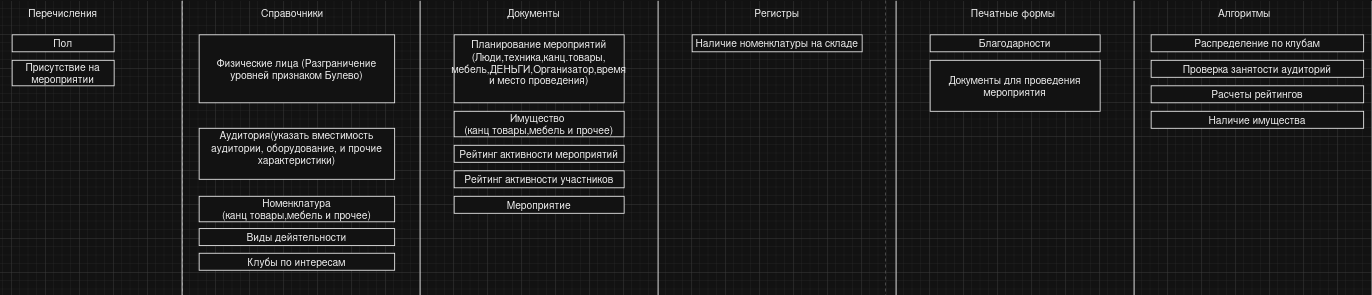 Перечисления
Пол
Присутствие на
мероприятии
Справочники
Физические лица (Разграничение
уровней признаком Булево)
Аудитория(указать вместимость
аудитории, оборудование, и прочие
характеристики)
Номенклатура
(канц товары,мебель и прочее)
Виды дейятельности
Клубы по интересам
Документы
Планирование мероприятий
(Люди,техника,канц.товары,
мебель,ДЕНЬГИ,Организатор,время
и место проведения)
Имущество
(канц товары,мебель и прочее)
Рейтинг активности мероприятий
Рейтинг активности участников
Мероприятие
Регистры
Наличие номенклатуры на складе
Печатные формы
Благодарности
Документы для проведения
мероприятия
Алгоритмы
Распределение по клубам
Проверка занятости аудиторий
Расчеты рейтингов
Наличие имущества